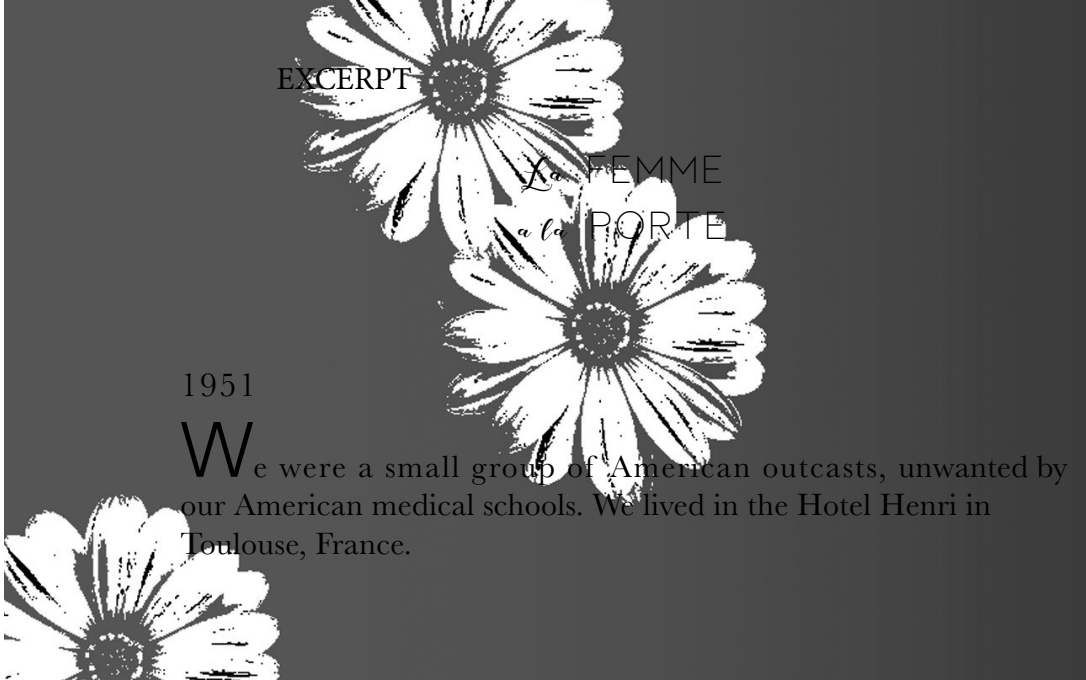 EXCERPT
La FEMME
a la PORTE
1951
We were a small group of American outcasts, unwanted by
our American medical schools. We lived in the Hotel Henri in
Toulouse, France.